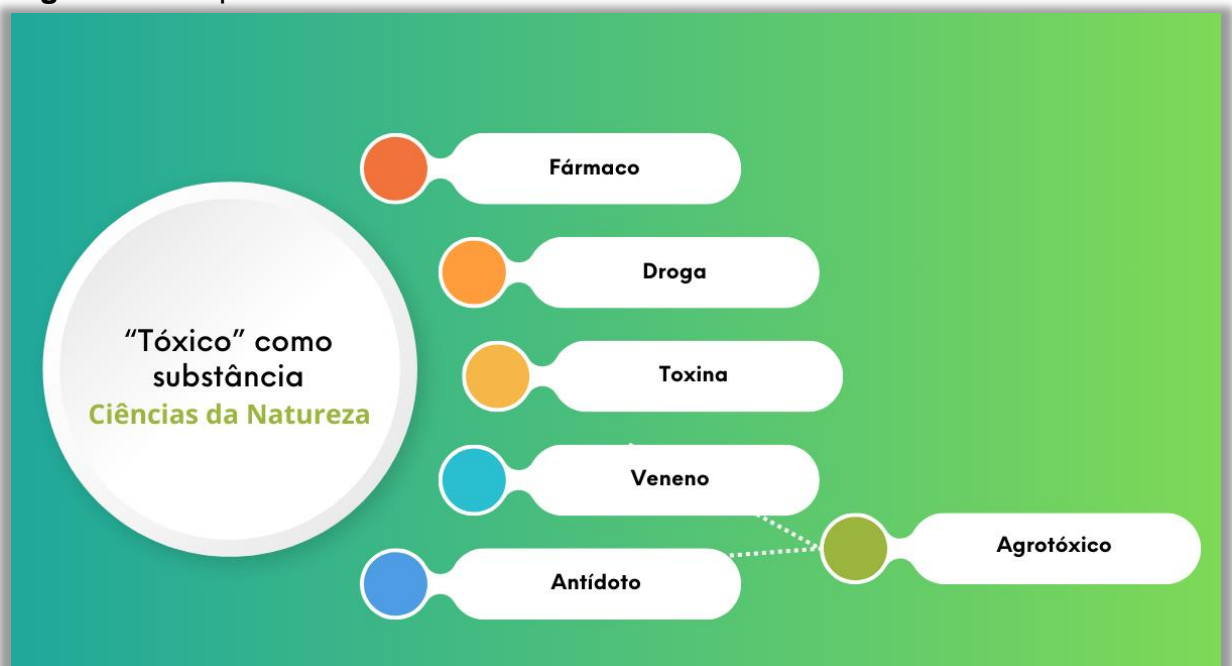 “Tóxico” como
substância
Ciências da Natureza
Fármaco
Droga
Toxina
Veneno
Antídoto
Agrotóxico